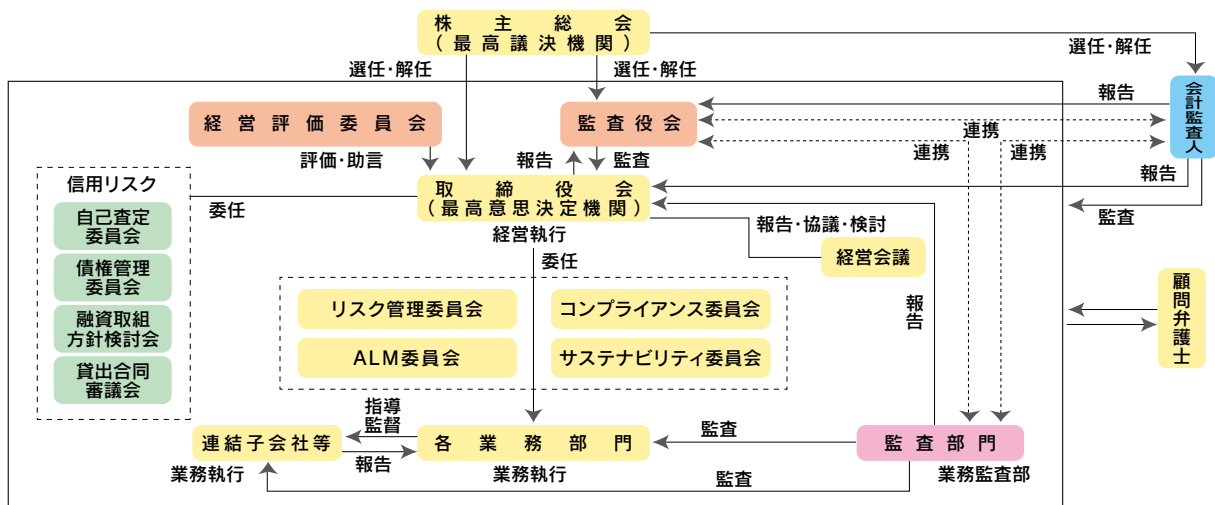 株主総会
(最高議決機関)
選任・解任
選任・解任
選任・解任
経営評価委員会
監査役会
会計監査人
報告
連携
連携
連携
評価・助言
報告
監査
報告
監査
信用リスク
自己査定
委員会
債権管理
委員会
融資取組
方針検討会
貸出合同
審議会
委任
取締役会
(最高意思決定機関)
経営執行
委任
報告・協議・検討
経営会議
報告
顧問弁護士
リスク管理委員会
コンプライアンス委員会
ALM委員会
サステナビリティ委員会
指導
監督
連結子会社等
業務執行
報告
各業務部門
業務執行
監査
監査
監査部門
業務監査部